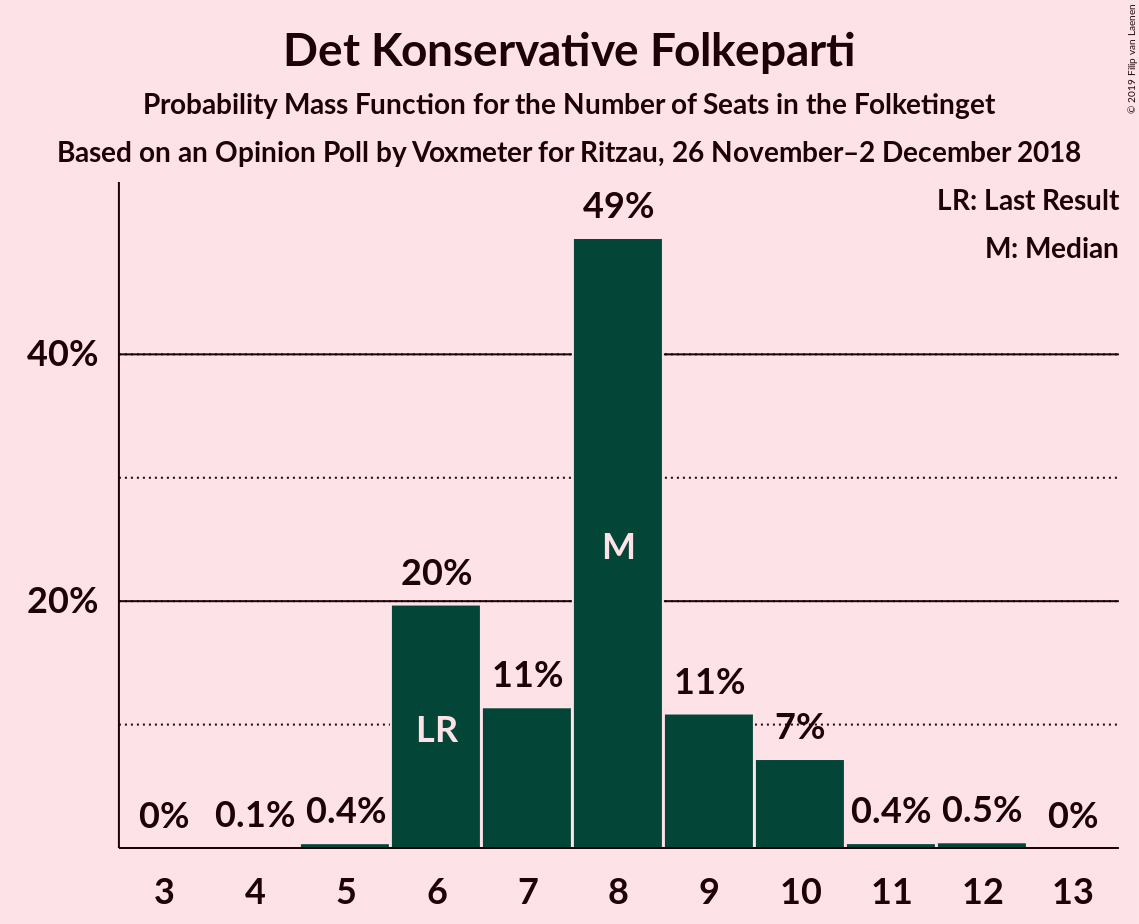 Det Konservative Folkeparti
Probability Mass Function for the Number of Seats in the Folketinget
Based on an Opinion Poll by Voxmeter for Ritzau, 26 November–2 December 2018
© 2019 Filip van Laenen
LR: Last Result
M: Median
49%
40%
M
20%
20%
11%
11%
LR
7%
0%
0.1%
0.4%
0.4%
0.5%
0%
3 4 5 6 7 8 9 10 11 12 13